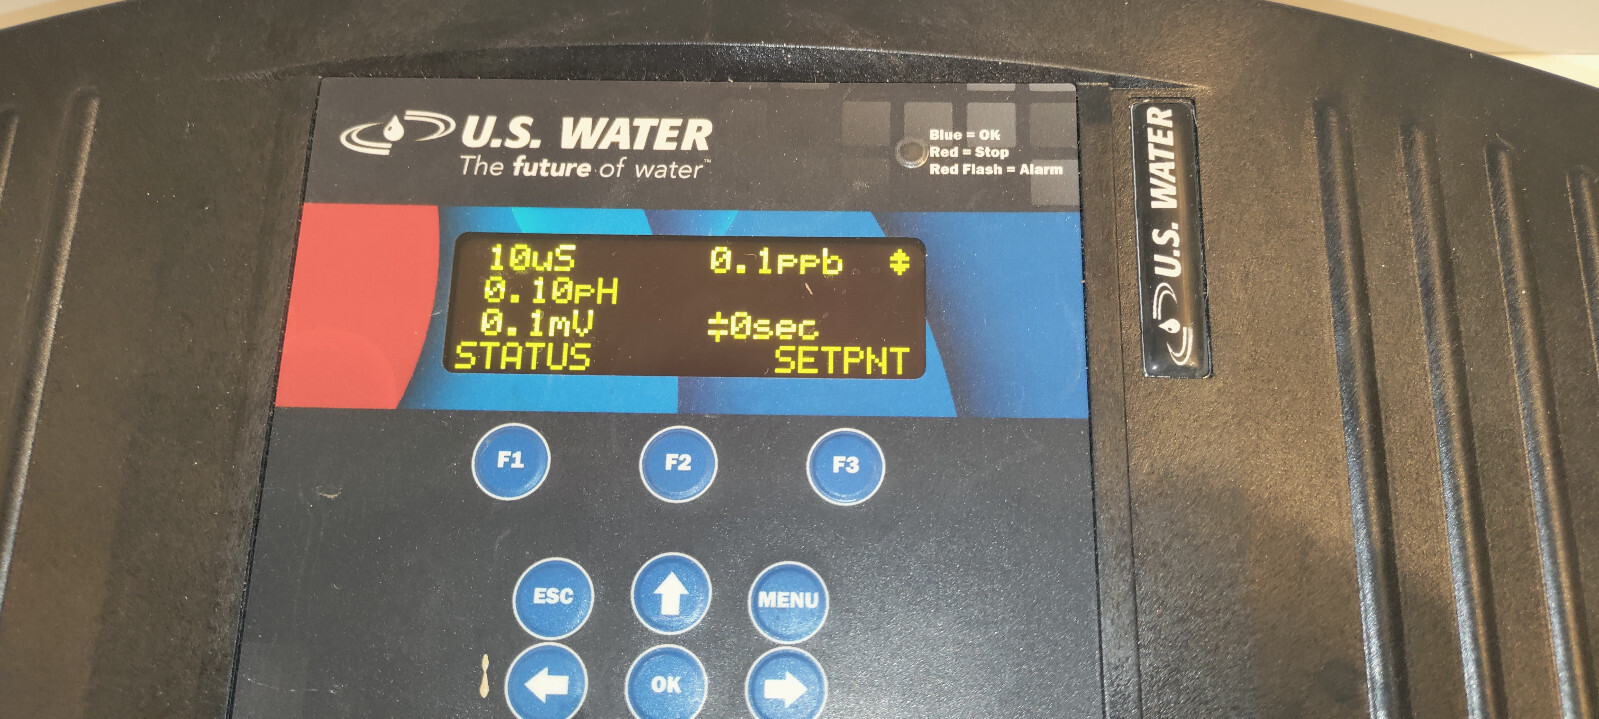 U.S. WATER
The future of water™
Blue = OK
Red = Stop
Red Flash = Alarm
U.S. WATER
10uS 0.1ppb
0.10pH
0.1mV 0sec
STATUS SETPNT
F1 F2 F3
ESC MENU
OK